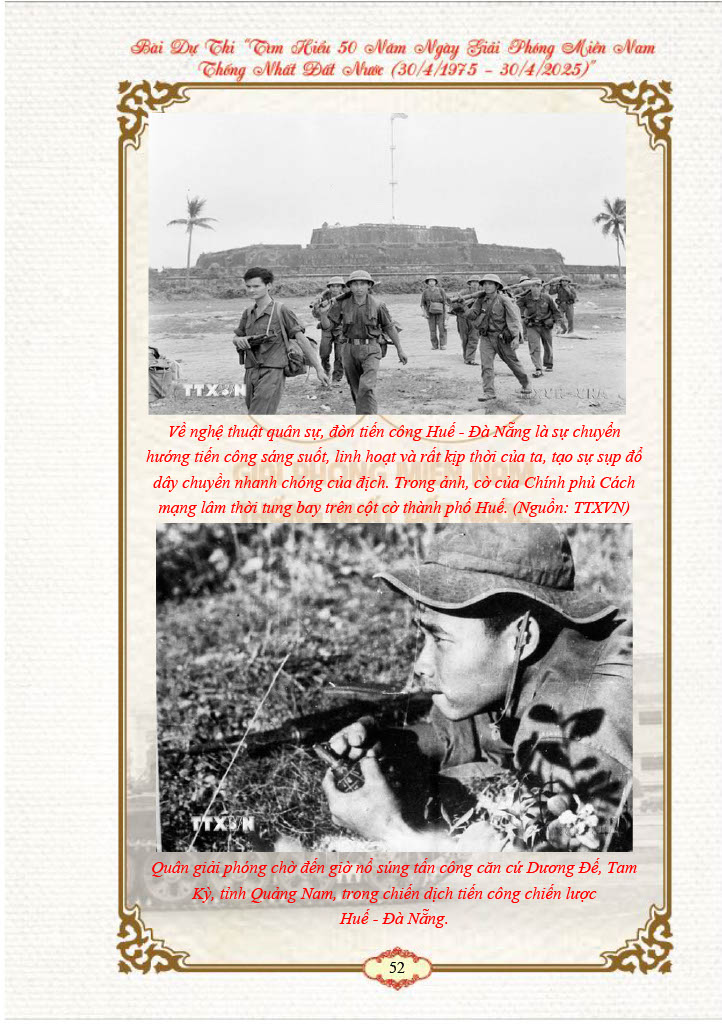 Bài Dự Thi “Tìm Hiểu 50 Năm Ngày Giải Phóng Miền Nam
Thống Nhất Đất Nước (30/4/1975 – 30/4/2025)”
TTXVN
Về nghệ thuật quân sự, đòn tiến công Huế - Đà Nẵng là sự chuyển
hướng tiến công sáng suốt, linh hoạt và rất kịp thời của ta, tạo sự sụp đổ
dây chuyền nhanh chóng của địch. Trong ảnh, cờ của Chính phủ Cách
mạng lâm thời tung bay trên cột cờ thành phố Huế. (Nguồn: TTXVN)
TTXVN
Quân giải phóng chờ đến giờ nổ súng tấn công căn cứ Dương Đế, Tam
Kỳ, tỉnh Quảng Nam, trong chiến dịch tiến công chiến lược
Huế - Đà Nẵng.
52